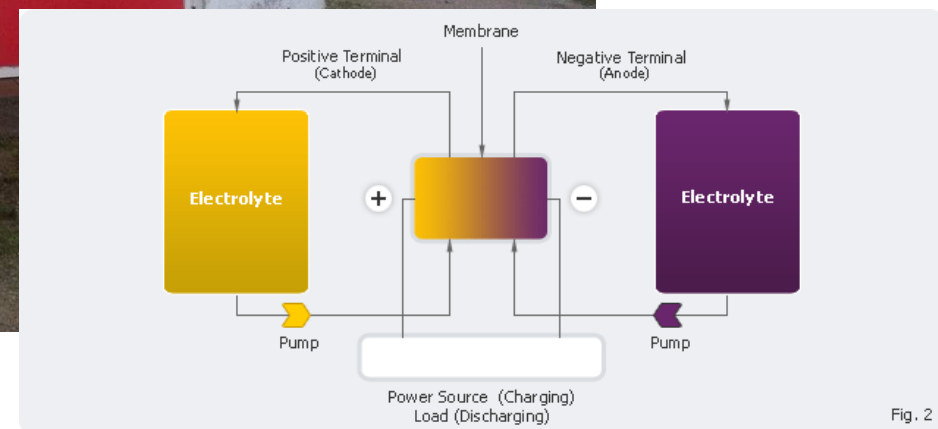 Membrane
Positive Terminal
(Cathode)
Negative Terminal
(Anode)
Electrolyte
+
−
Electrolyte
Pump
Pump
Power Source (Charging)
Load (Discharging)
Fig. 2